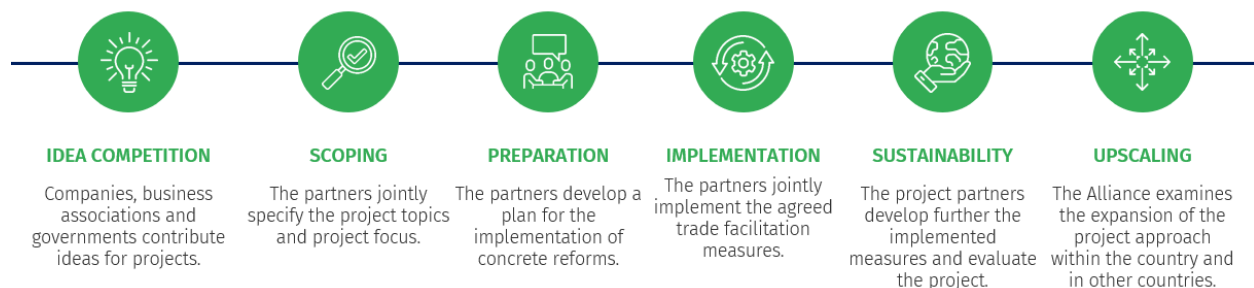 IDEA COMPETITION
Companies, business
associations and
governments contribute
ideas for projects.
SCOPING
The partners jointly
specify the project topics
and project focus.
PREPARATION
The partners develop a
plan for the
implementation of
concrete reforms.
IMPLEMENTATION
The partners jointly
implement the agreed
trade facilitation
measures.
SUSTAINABILITY
The project partners
develop further the
implemented
measures and evaluate
the project.
UPSCALING
The Alliance examines
the expansion of the
project approach
within the country and
in other countries.